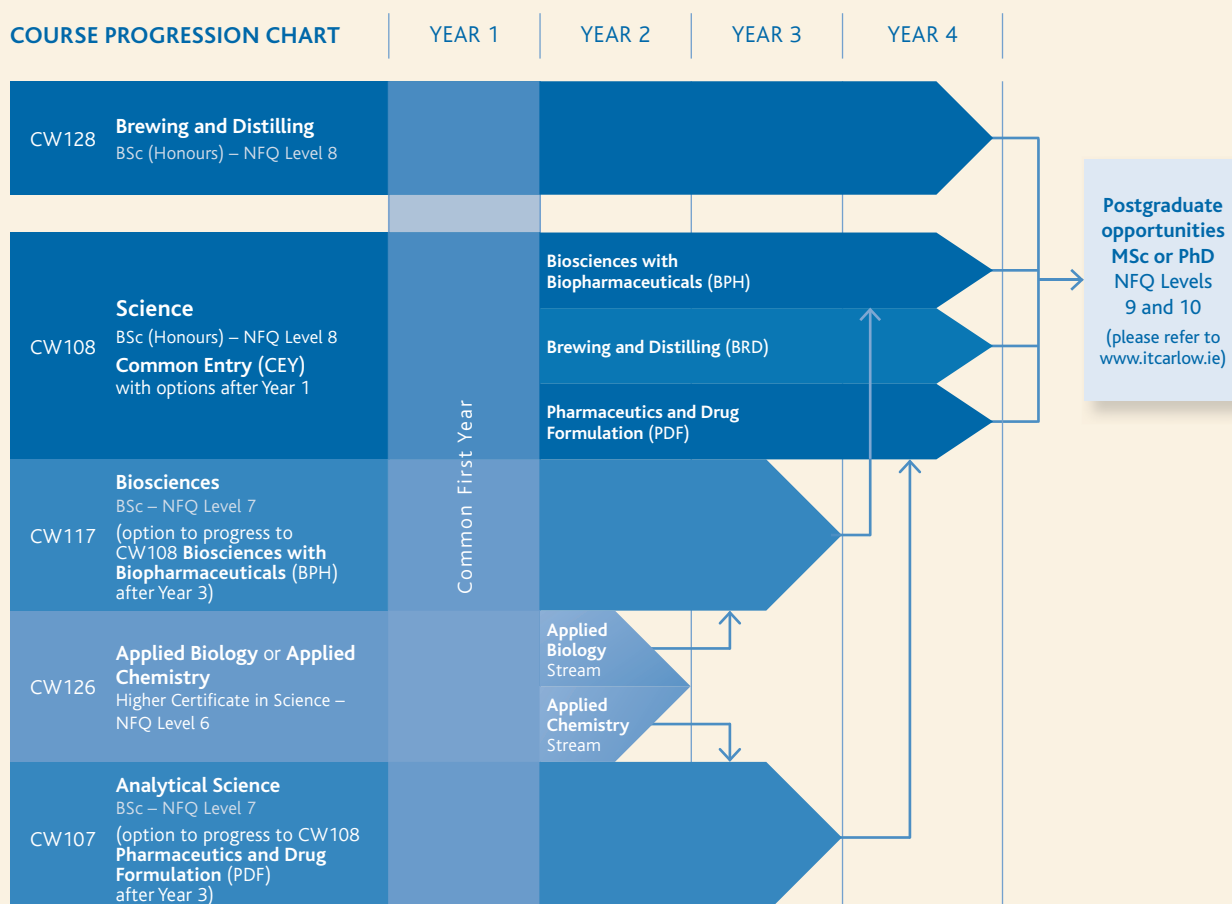 COURSE PROGRESSION CHART
YEAR 1
YEAR 2
YEAR 3
YEAR 4
CW128
Brewing and Distilling
BSc (Honours) – NFQ Level 8
CW108
Science
BSc (Honours) – NFQ Level 8
Common Entry (CEY)
with options after Year 1
Biosciences with
Biopharmaceuticals (BPH)
Brewing and Distilling (BRD)
Pharmaceutics and Drug
Formulation (PDF)
Postgraduate
opportunities
MSc or PhD
NFQ Levels
9 and 10
(please refer to
www.itcarlow.ie)
Common First Year
CW117
Biosciences
BSc – NFQ Level 7
(option to progress to
CW108 Biosciences with
Biopharmaceuticals (BPH)
after Year 3)
CW126
Applied Biology or Applied
Chemistry
Higher Certificate in Science –
NFQ Level 6
Applied
Biology
Stream
Applied
Chemistry
Stream
CW107
Analytical Science
BSc – NFQ Level 7
(option to progress to CW108
Pharmaceutics and Drug
Formulation (PDF)
after Year 3)